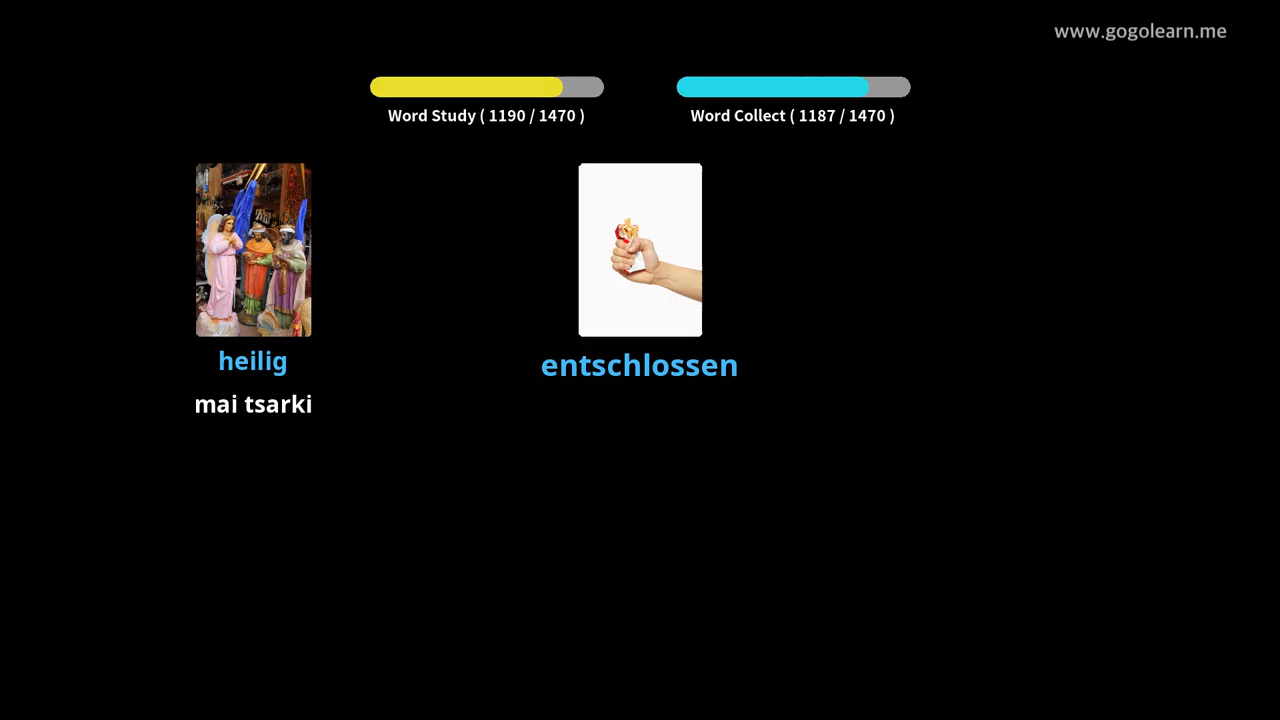 www.gogolearn.me
Word Study ( 1190 / 1470 )
Word Collect ( 1187 / 1470 )
heilig
mai tsarki
entschlossen